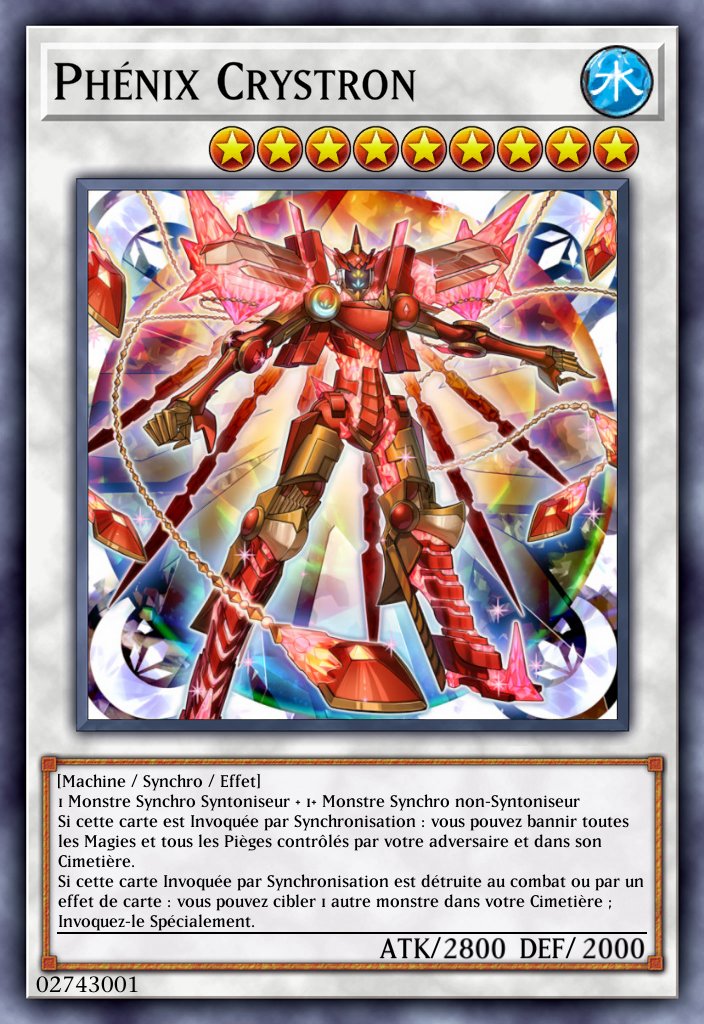 Phénix Crystron
水
[Machine / Synchro / Effet]
1 Monstre Synchro Syntoniseur + 1+ Monstre Synchro non-Syntoniseur
Si cette carte est Invoquée par Synchronisation : vous pouvez bannir toutes
les Magies et tous les Pièges contrôlés par votre adversaire et dans son
Cimetière.
Si cette carte Invoquée par Synchronisation est détruite au combat ou par un
effet de carte : vous pouvez cibler 1 autre monstre dans votre Cimetière ;
Invoquez-le Spécialement.
ATK/2800 DEF/2000
02743001